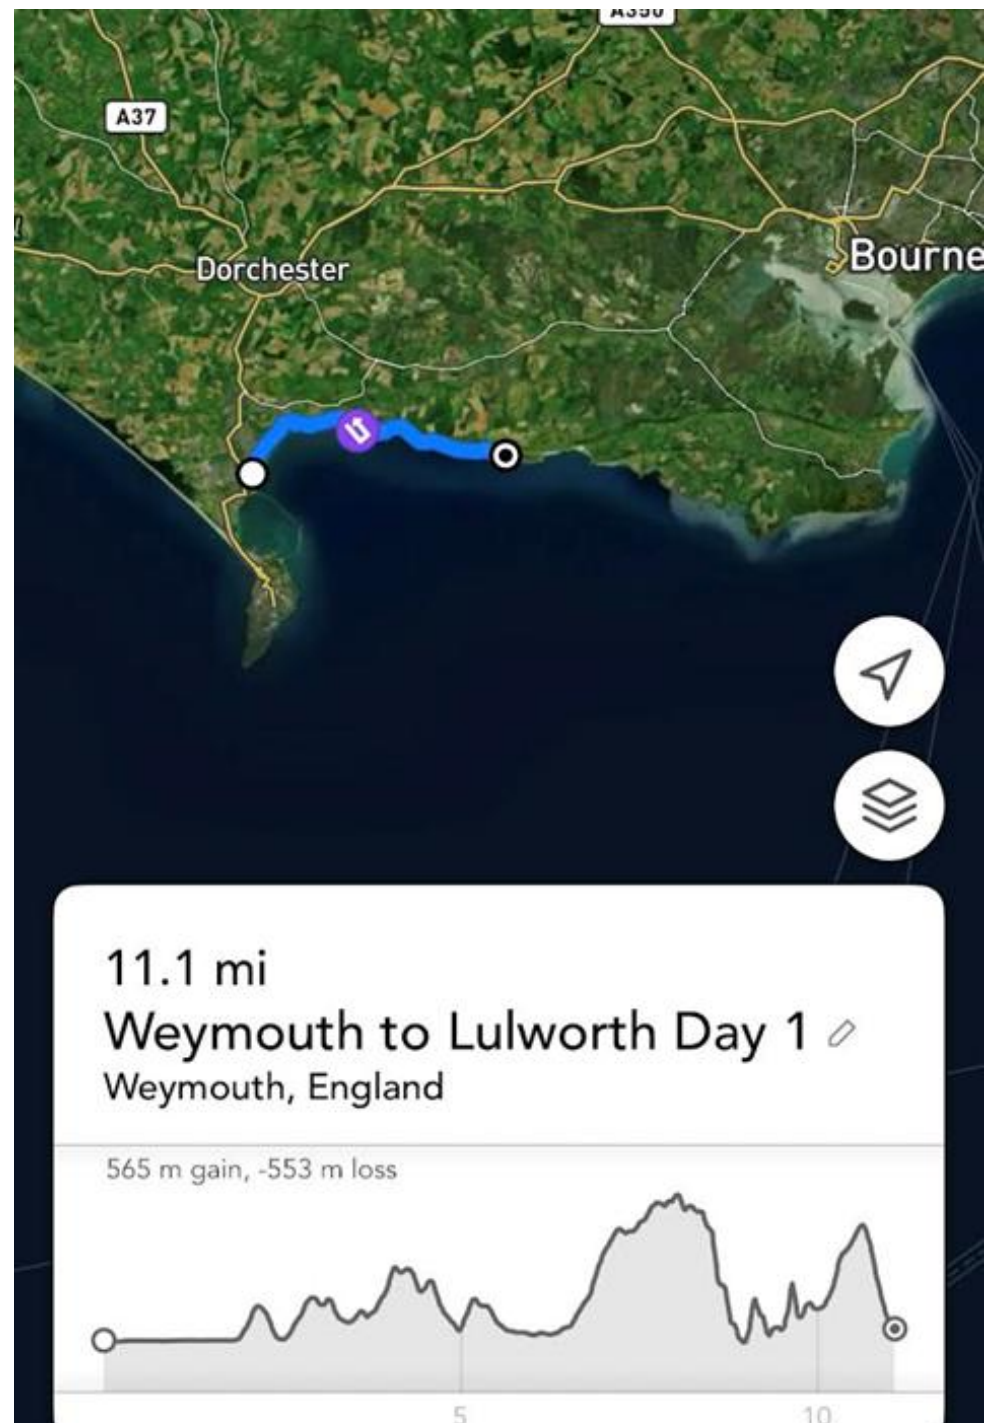 A350
A37
Dorchester
Bourne
11.1 mi
Weymouth to Lulworth Day 1
Weymouth, England
565 m gain, -553 m loss
5
10